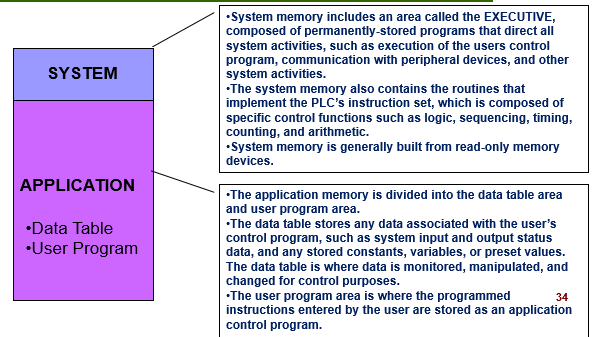 SYSTEM
APPLICATION
•Data Table
•User Program
•System memory includes an area called the EXECUTIVE,
composed of permanently-stored programs that direct all
system activities, such as execution of the users control
program, communication with peripheral devices, and other
system activities.
•The system memory also contains the routines that
implement the PLC's instruction set, which is composed of
specific control functions such as logic, sequencing, timing,
counting, and arithmetic.
•System memory is generally built from read-only memory
devices.
•The application memory is divided into the data table area
and user program area.
•The data table stores any data associated with the user's
control program, such as system input and output status
data, and any stored constants, variables, or preset values.
The data table is where data is monitored, manipulated, and
changed for control purposes.
•The user program area is where the programmed
instructions entered by the user are stored as an application
control program.
34